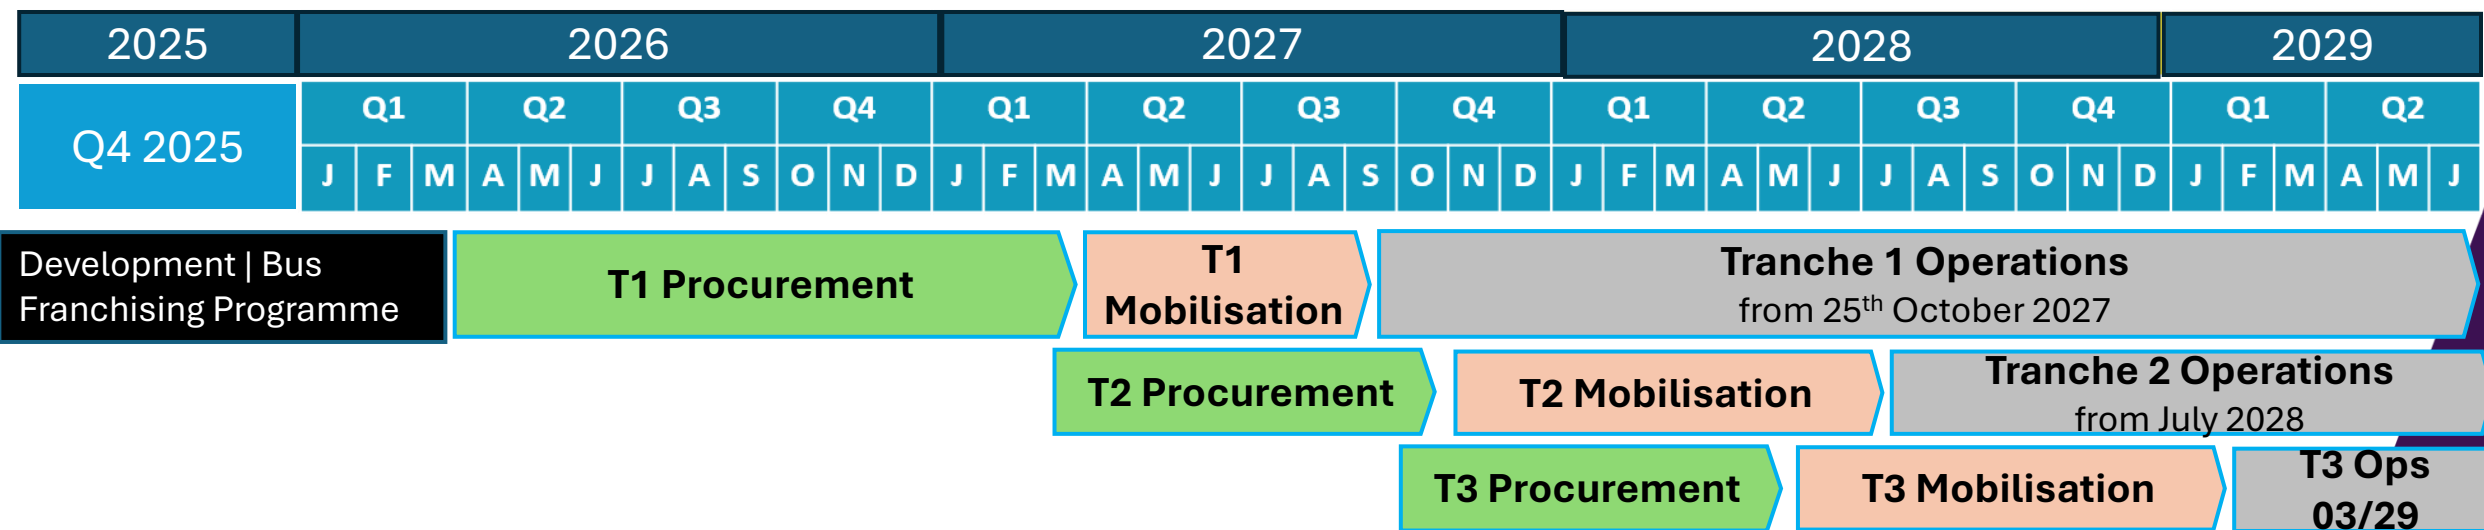 2025 2026 2027 2028 2029
Q4 2025
Q1 Q2 Q3 Q4 Q1 Q2 Q3 Q4 Q1 Q2 Q3 Q4 Q1 Q2
J F M A M J J A S O N D J F M A M J J A S O N D J F M A M J J A S O N D J F M A M J
Development | Bus
Franchising Programme
T1 Procurement
T1
Mobilisation
Tranche 1 Operations
from 25th October 2027
T2 Procurement
T2 Mobilisation
Tranche 2 Operations
from July 2028
T3 Procurement
T3 Mobilisation
T3 Ops
03/29